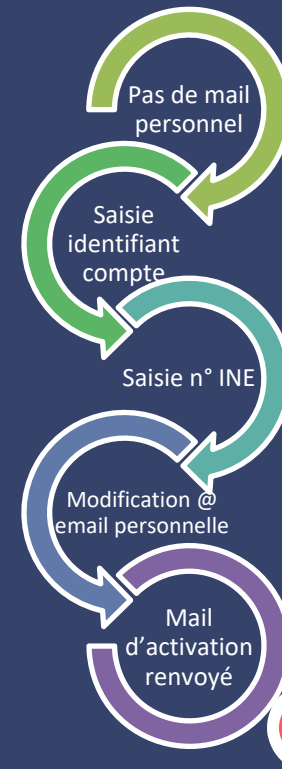 Pas de mail
personnel
Saisie
identifiant
compte
Saisie n° INE
Modification @
email personnelle
Mail
d’activation
renvoyé